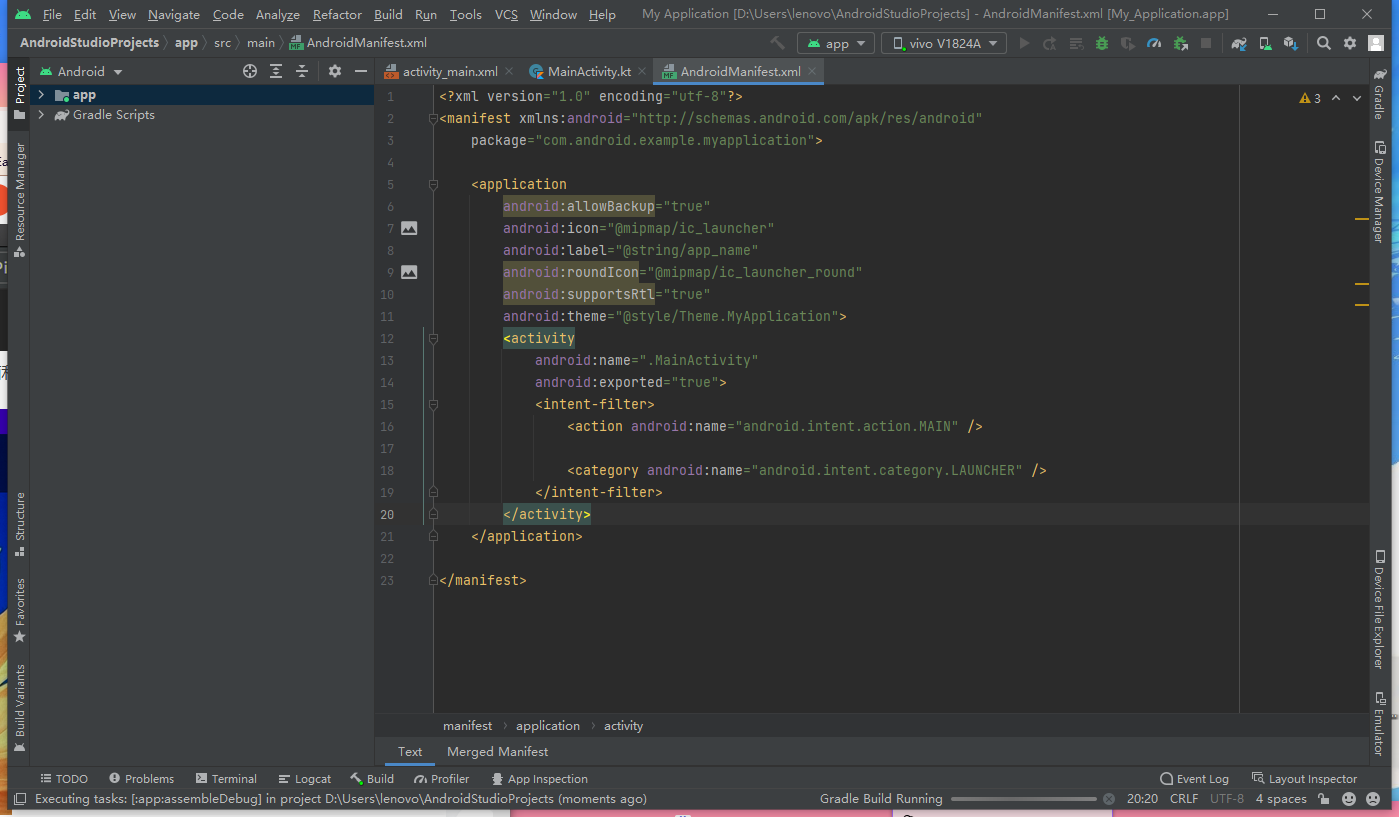 File Edit View Navigate Code Analyze Refactor Build Run Tools VCS Window Help My Application [D:\Users\lenovo\AndroidStudioProjects] - AndroidManifest.xml [My_Application.app]
AndroidStudioProjects app src main AndroidManifest.xml app vivo V1824A
Project
Resource Manager
Structure
Favorites
Build Variants
Android
app
Gradle Scripts
activity_main.xml MainActivity.kt AndroidManifest.xml
3
1 <?xml version="1.0" encoding="utf-8"?>
2 <manifest xmlns:android="http://schemas.android.com/apk/res/android"
3 package="com.android.example.myapplication">
4
5 <application
6 android:allowBackup="true"
7 android:icon="@mipmap/ic_launcher"
8 android:label="@string/app_name"
9 android:roundIcon="@mipmap/ic_launcher_round"
10 android:supportsRtl="true"
11 android:theme="@style/Theme.MyApplication">
12 <activity
13 android:name=".MainActivity"
14 android:exported="true">
15 <intent-filter>
16 <action android:name="android.intent.action.MAIN" />
17
18 <category android:name="android.intent.category.LAUNCHER" />
19 </intent-filter>
20 </activity>
21 </application>
22
23 </manifest>
manifest application activity
Text Merged Manifest
Gradle
Device Manager
Device File Explorer
Emulator
TODO Problems Terminal Logcat Build Profiler App Inspection Event Log Layout Inspector
Executing tasks: [:app:assembleDebug] in project D:\Users\lenovo\AndroidStudioProjects (moments ago) Gradle Build Running 20:20 CRLF UTF-8 4 spaces